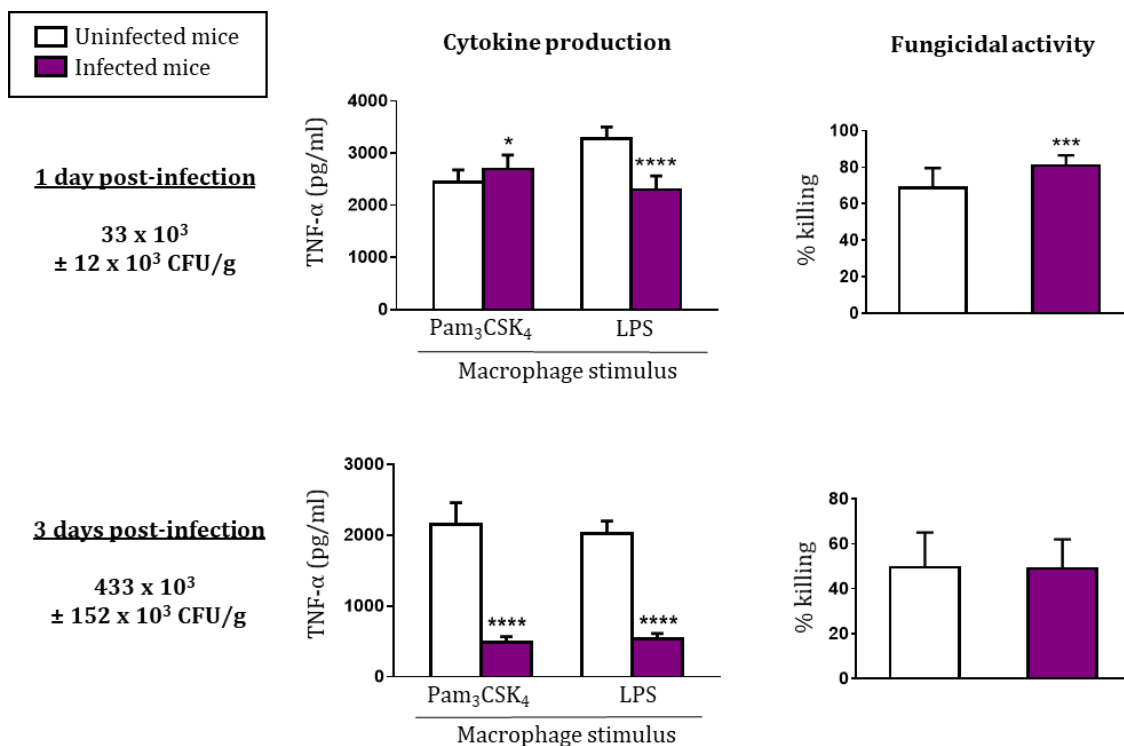 Uninfected mice
Infected mice
Cytokine production
Fungicidal activity
1 day post-infection
33 x 10³
± 12 x 10³ CFU/g
TNF-α (pg/ml)
4000
3000
2000
1000
0
*
****
Pam₃CSK₄
LPS
Macrophage stimulus
% killing
100
80
60
40
20
0
***
3 days post-infection
433 x 10³
± 152 x 10³ CFU/g
TNF-α (pg/ml)
3000
2000
1000
0
****
****
Pam₃CSK₄
LPS
Macrophage stimulus
% killing
80
60
40
20
0